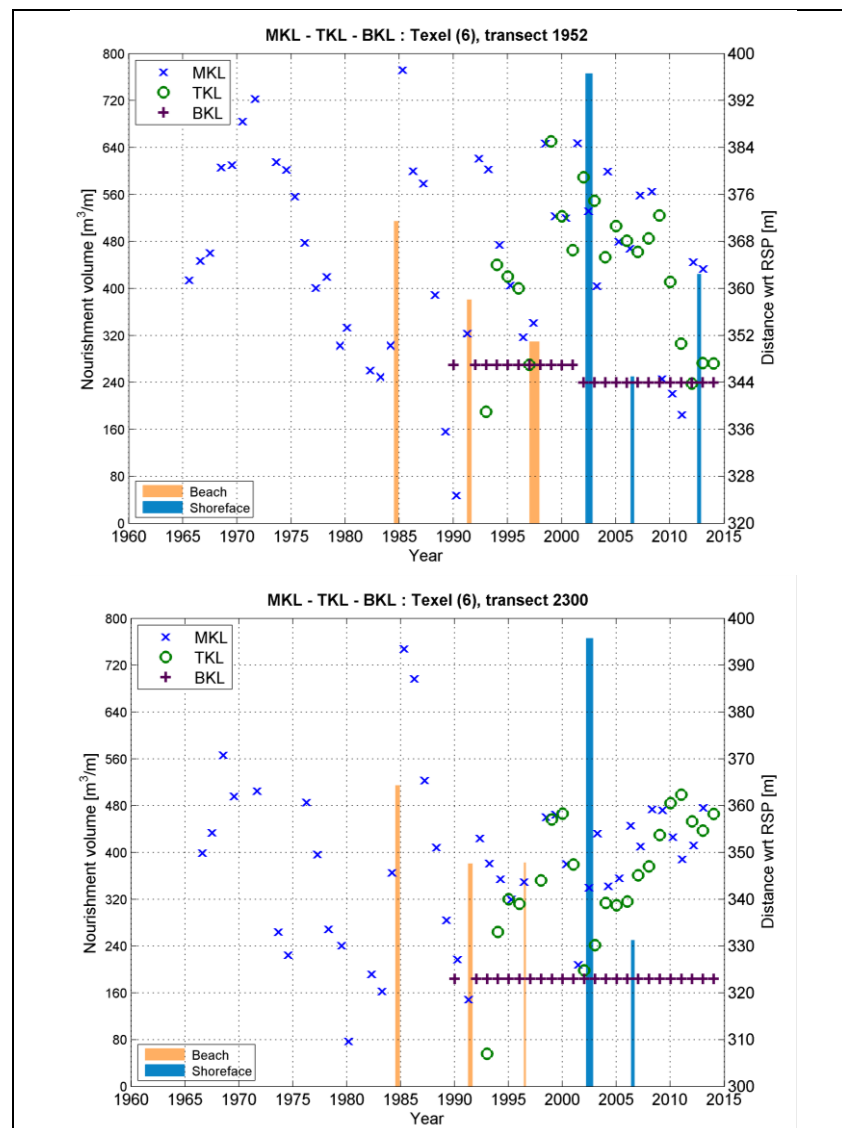 MKL - TKL - BKL : Texel (6), transect 1952
800
720
640
560
480
400
320
240
160
80
0
Nourishment volume [m³/m]
MKL
TKL
BKL
Beach
Shoreface
400
392
384
376
368
360
352
344
336
328
320
Distance wrt RSP [m]
1960 1965 1970 1975 1980 1985 1990 1995 2000 2005 2010 2015
Year
MKL - TKL - BKL : Texel (6), transect 2300
800
720
640
560
480
400
320
240
160
80
0
Nourishment volume [m³/m]
MKL
TKL
BKL
Beach
Shoreface
400
390
380
370
360
350
340
330
320
310
300
Distance wrt RSP [m]
1960 1965 1970 1975 1980 1985 1990 1995 2000 2005 2010 2015
Year